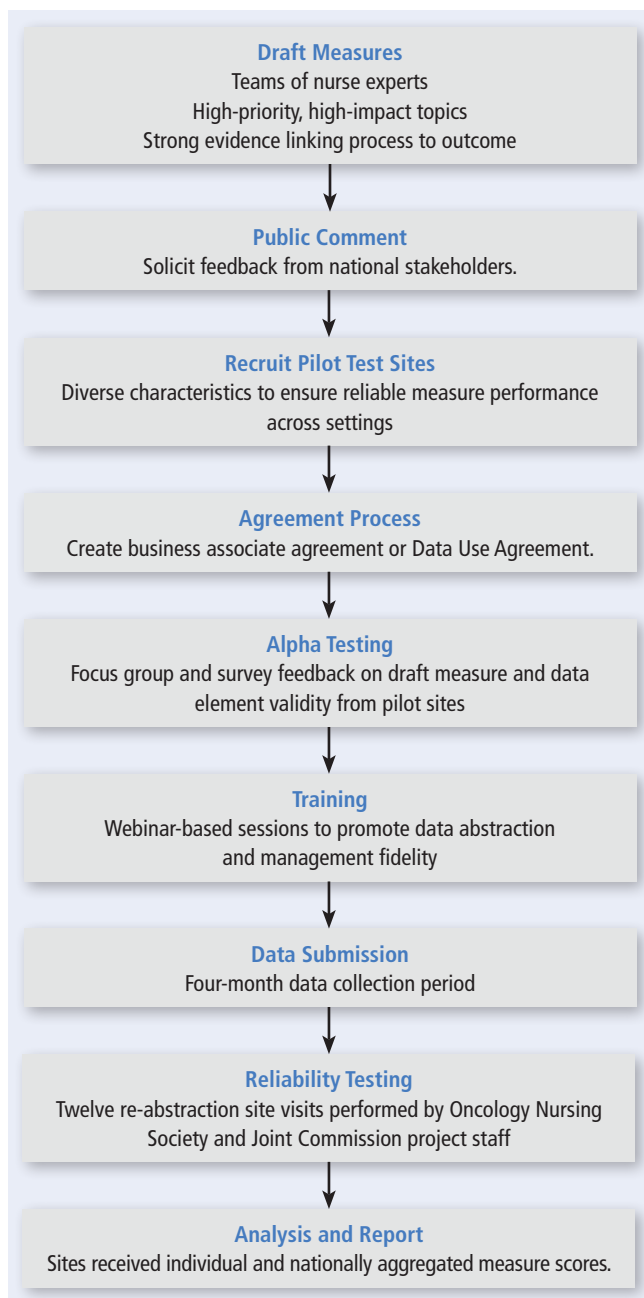 Draft Measures
Teams of nurse experts
High-priority, high-impact topics
Strong evidence linking process to outcome
Public Comment
Solicit feedback from national stakeholders.
Recruit Pilot Test Sites
Diverse characteristics to ensure reliable measure performance
across settings
Agreement Process
Create business associate agreement or Data Use Agreement.
Alpha Testing
Focus group and survey feedback on draft measure and data
element validity from pilot sites
Training
Webinar-based sessions to promote data abstraction
and management fidelity
Data Submission
Four-month data collection period
Reliability Testing
Twelve re-abstraction site visits performed by Oncology Nursing
Society and Joint Commission project staff
Analysis and Report
Sites received individual and nationally aggregated measure scores.